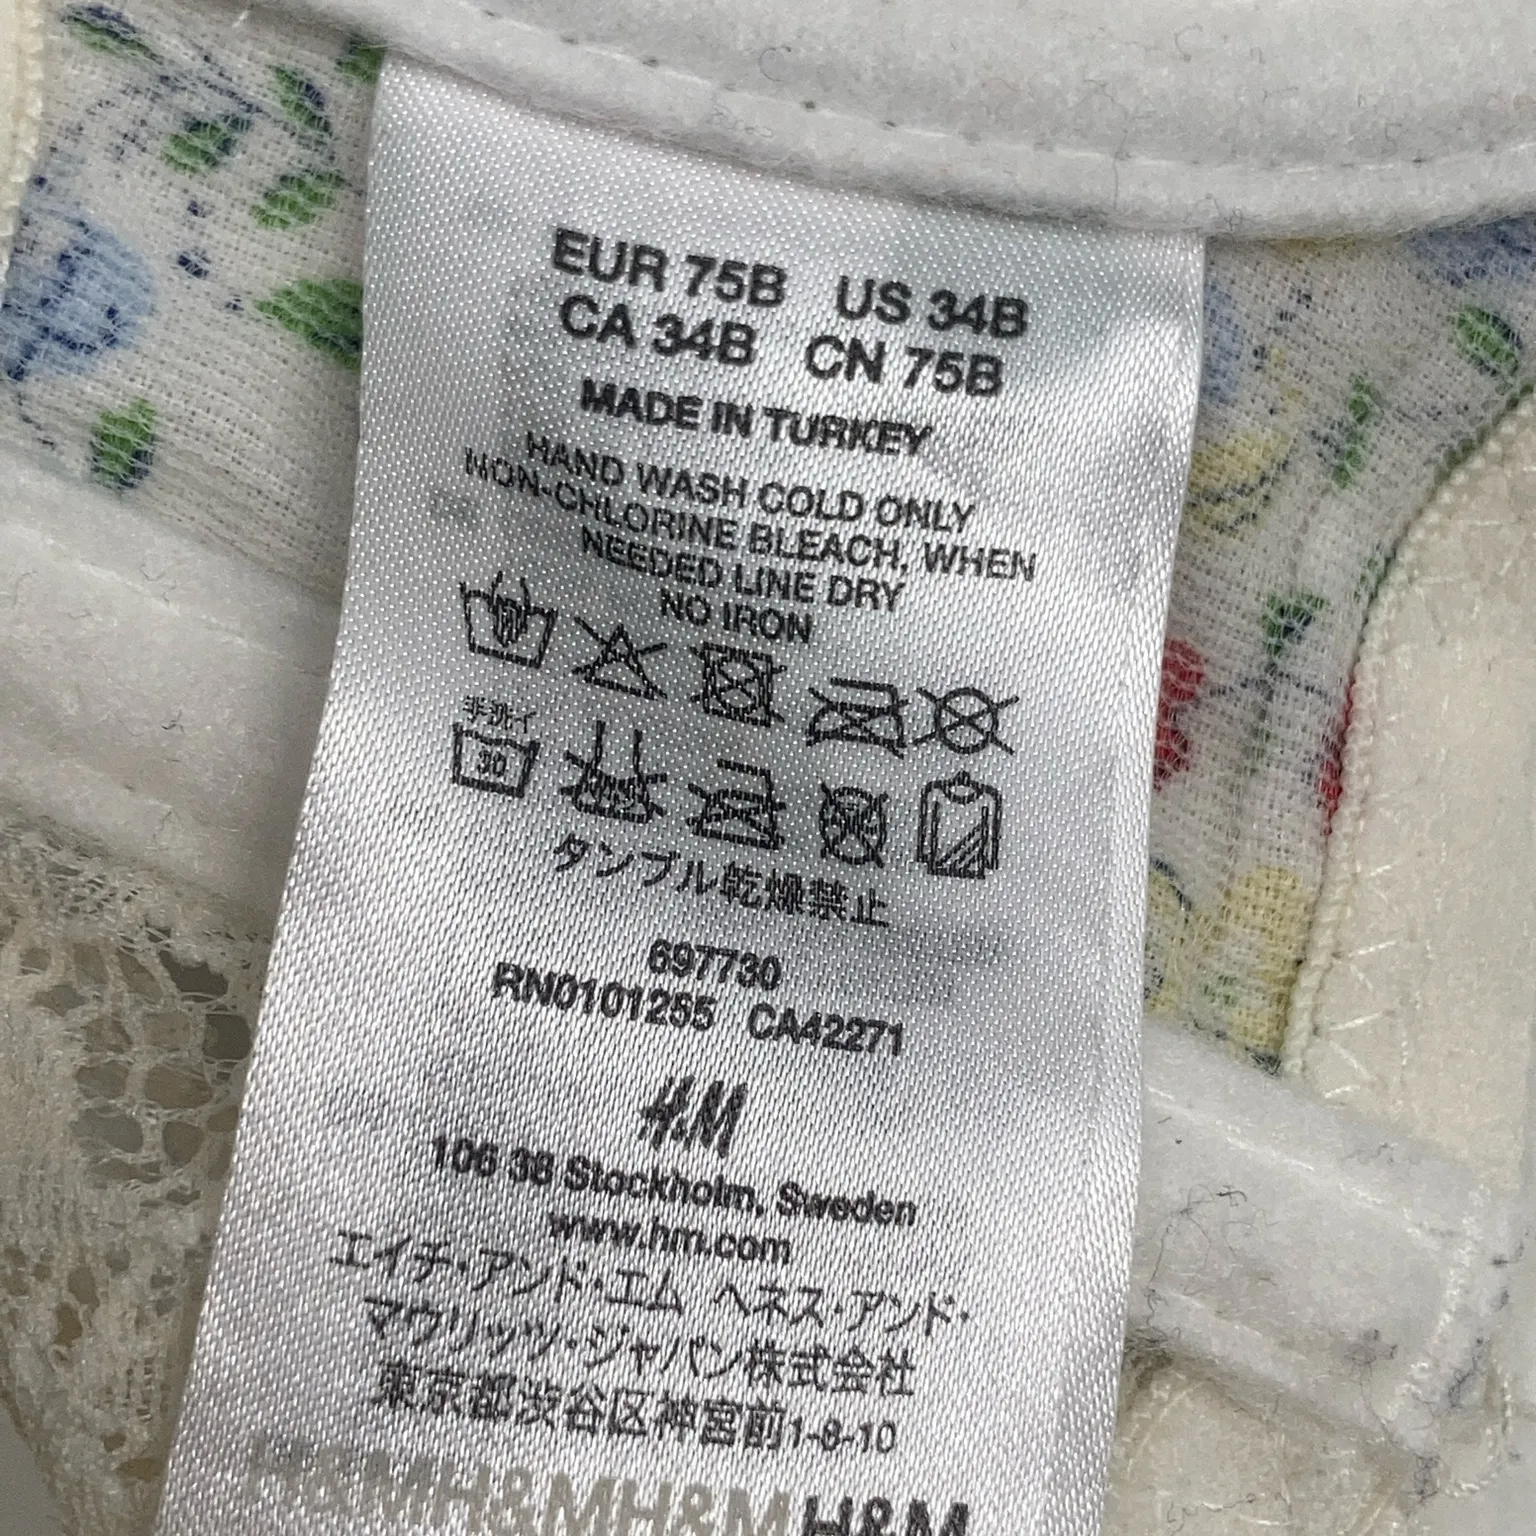 EUR 75B US 34B
CA 34B CN 75B
MADE IN TURKEY
HAND WASH COLD ONLY
NON-CHLORINE BLEACH, WHEN
NEEDED LINE DRY
NO IRON
手洗イ
30
タンブル乾燥禁止
697730
RN0101255 CA42271
H&M
106 38 Stockholm, Sweden
www.hm.com
エイチ・アンド・エム ヘネス・アンド・
マウリッツ・ジャパン株式会社
東京都渋谷区神宮前1-8-10
H&MH&MH&MH&M